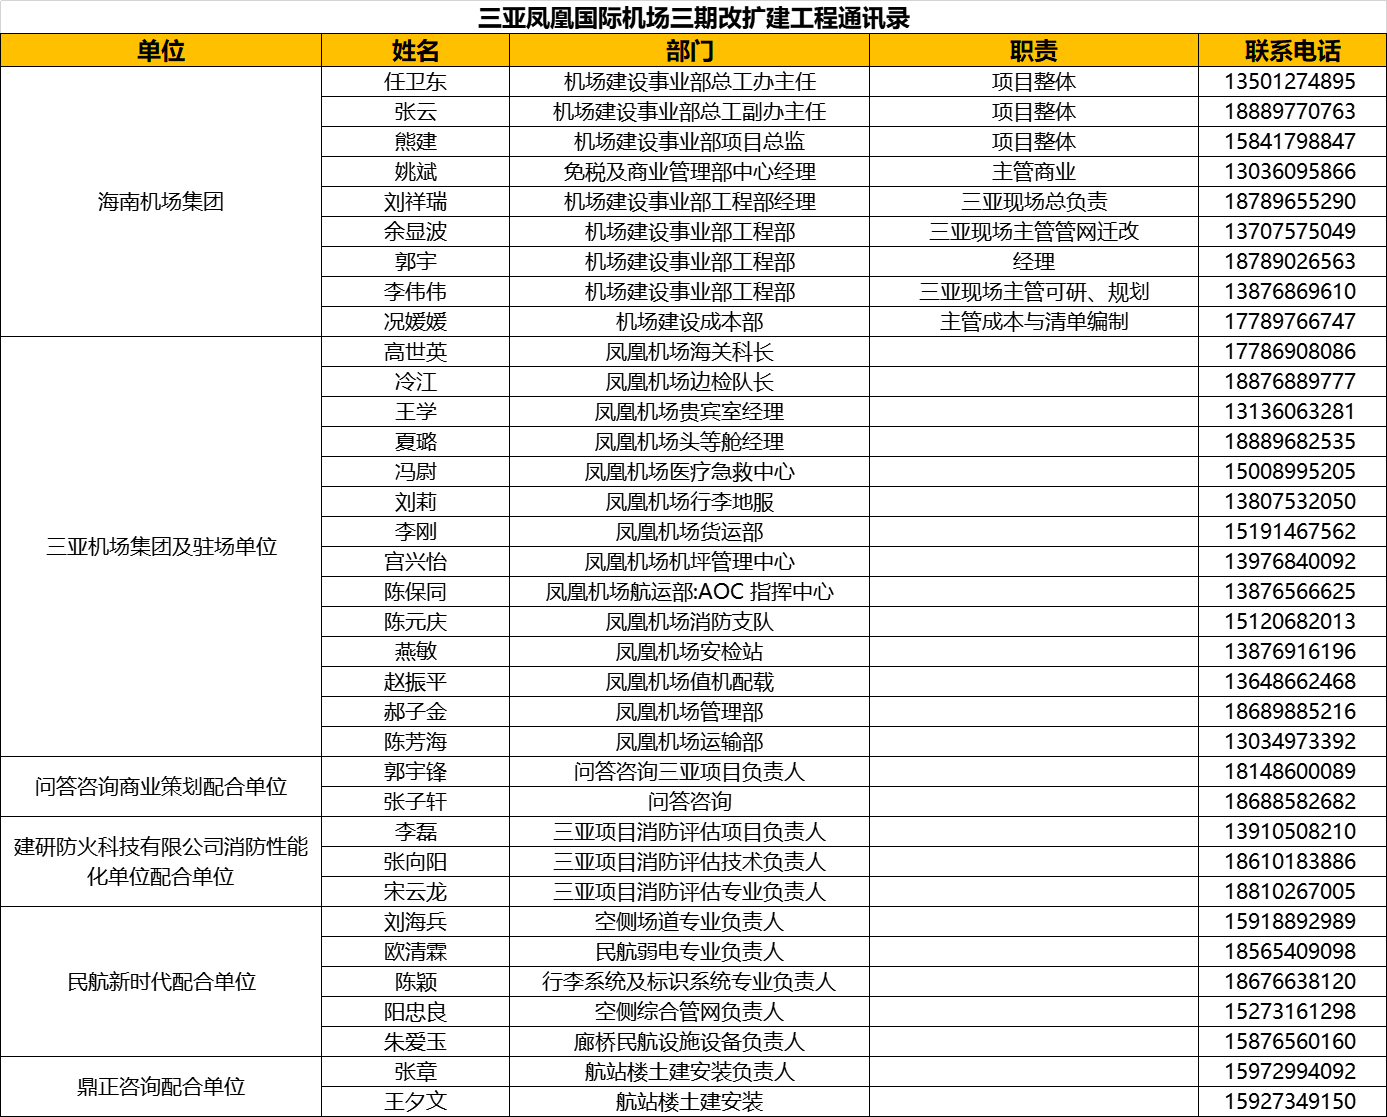 三亚凤凰国际机场三期改扩建工程通讯录
单位 姓名 部门 职责 联系电话
海南机场集团
任卫东 机场建设事业部总工办主任 项目整体 13501274895
张云 机场建设事业部总工副办主任 项目整体 18889770763
熊建 机场建设事业部项目总监 项目整体 15841798847
姚斌 免税及商业管理部中心经理 主管商业 13036095866
刘祥瑞 机场建设事业部工程部经理 三亚现场总负责 18789655290
余显波 机场建设事业部工程部 三亚现场主管管网迁改 13707575049
郭宇 机场建设事业部工程部 经理 18789026563
李伟伟 机场建设事业部工程部 三亚现场主管可研、规划 13876869610
况媛媛 机场建设成本部 主管成本与清单编制 17789766747
三亚机场集团及驻场单位
高世英 凤凰机场海关科长 17786908086
冷江 凤凰机场边检队长 18876889777
王学 凤凰机场贵宾室经理 13136063281
夏璐 凤凰机场头等舱经理 18889682535
冯尉 凤凰机场医疗急救中心 15008995205
刘莉 凤凰机场行李地服 13807532050
李刚 凤凰机场货运部 15191467562
宫兴怡 凤凰机场机坪管理中心 13976840092
陈保同 凤凰机场航运部:AOC 指挥中心 13876566625
陈元庆 凤凰机场消防支队 15120682013
燕敏 凤凰机场安检站 13876916196
赵振平 凤凰机场值机配载 13648662468
郝子金 凤凰机场管理部 18689885216
陈芳海 凤凰机场运输部 13034973392
问答咨询商业策划配合单位
郭宇锋 问答咨询三亚项目负责人 18148600089
张子轩 问答咨询 18688582682
建研防火科技有限公司消防性能
化单位配合单位
李磊 三亚项目消防评估项目负责人 13910508210
张向阳 三亚项目消防评估技术负责人 18610183886
宋云龙 三亚项目消防评估专业负责人 18810267005
民航新时代配合单位
刘海兵 空侧场道专业负责人 15918892989
欧清霖 民航弱电专业负责人 18565409098
陈颖 行李系统及标识系统专业负责人 18676638120
阳忠良 空侧综合管网负责人 15273161298
朱爱玉 廊桥民航设施设备负责人 15876560160
鼎正咨询配合单位
张章 航站楼土建安装负责人 15972994092
王夕文 航站楼土建安装 15927349150